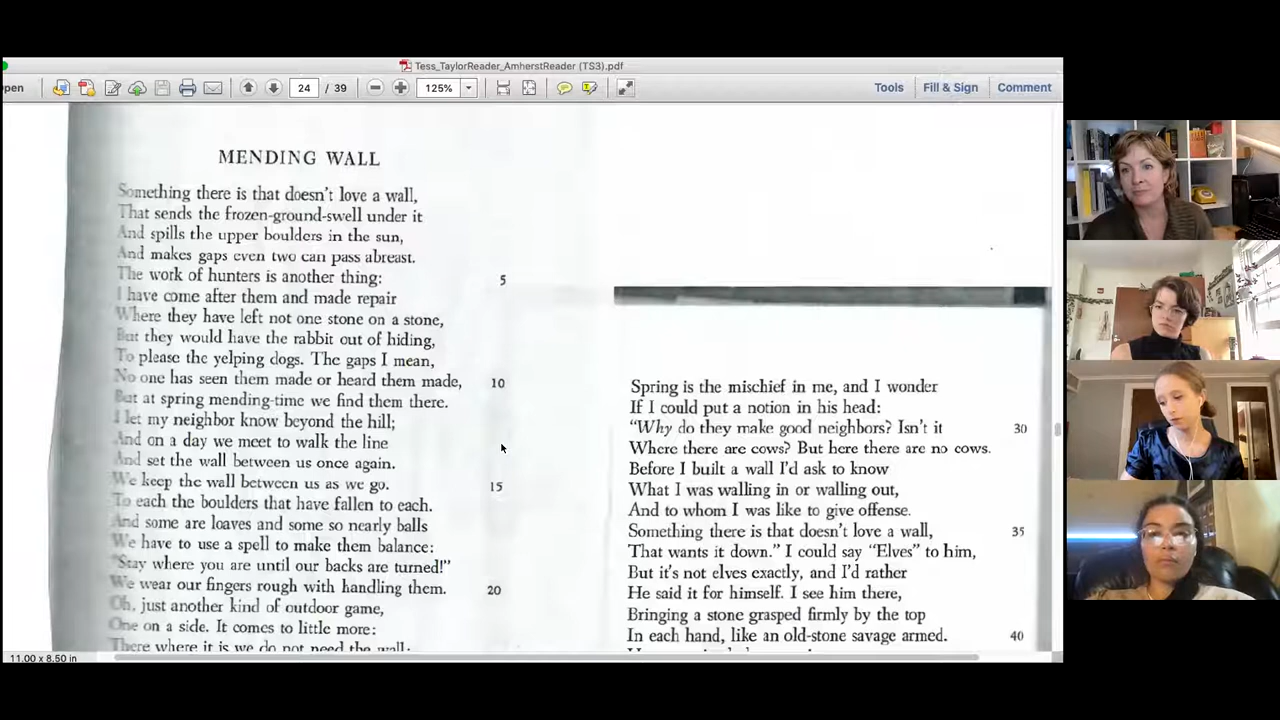 Tess_TaylorReader_AmherstReader (TS3).pdf
pen
24 / 39
125%
Tools
Fill & Sign
Comment
MENDING WALL
Something there is that doesn't love a wall,
That sends the frozen-ground-swell under it
And spills the upper boulders in the sun,
And makes gaps even two can pass abreast.
The work of hunters is another thing: 5
I have come after them and made repair
Where they have left not one stone on a stone,
But they would have the rabbit out of hiding,
To please the yelping dogs. The gaps I mean,
No one has seen them made or heard them made, 10
But at spring mending-time we find them there.
I let my neighbor know beyond the hill;
And on a day we meet to walk the line
And set the wall between us once again.
We keep the wall between us as we go. 15
To each the boulders that have fallen to each.
And some are loaves and some so nearly balls
We have to use a spell to make them balance:
"Stay where you are until our backs are turned!"
We wear our fingers rough with handling them. 20
Oh, just another kind of outdoor game,
One on a side. It comes to little more:
There where it is we do not need the wall:
Spring is the mischief in me, and I wonder
If I could put a notion in his head:
"Why do they make good neighbors? Isn't it 30
Where there are cows? But here there are no cows.
Before I built a wall I'd ask to know
What I was walling in or walling out,
And to whom I was like to give offense.
Something there is that doesn't love a wall, 35
That wants it down." I could say "Elves" to him,
But it's not elves exactly, and I'd rather
He said it for himself. I see him there,
Bringing a stone grasped firmly by the top
In each hand, like an old-stone savage armed. 40
11.00 x 8.50 in